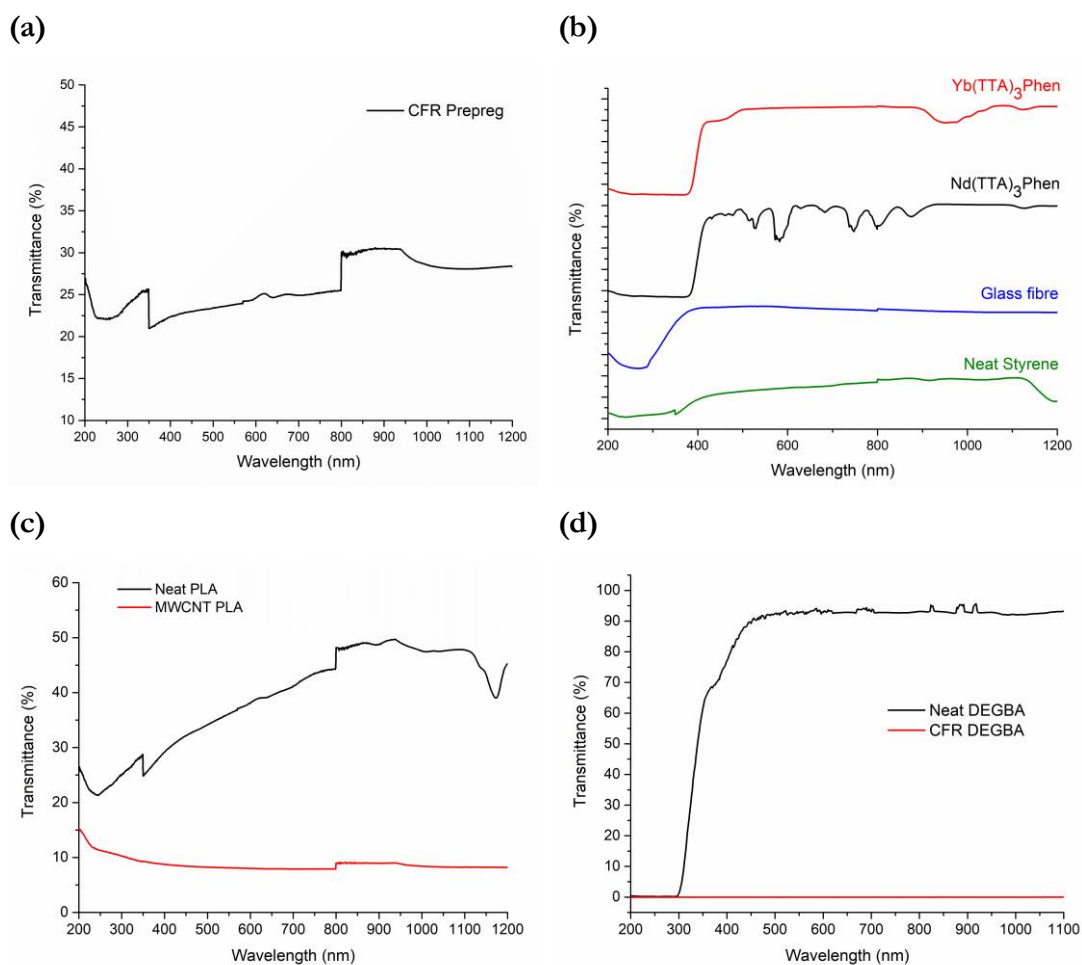 (a)
(b)
50
45
40
35
30
25
20
15
10
Transmittance (%)
CFR Prepreg
200 300 400 500 600 700 800 900 1000 1100 1200
Wavelength (nm)
Transmittance (%)
Yb(TTA)3Phen
Nd(TTA)3Phen
Glass fibre
Neat Styrene
200 400 600 800 1000 1200
Wavelength (nm)
(c)
(d)
60
50
40
30
20
10
0
Transmittance (%)
Neat PLA
MWCNT PLA
200 300 400 500 600 700 800 900 1000 1100 1200
Wavelength (nm)
100
90
80
70
60
50
40
30
20
10
0
Transmittance (%)
Neat DEGBA
CFR DEGBA
200 300 400 500 600 700 800 900 1000 1100
Wavelength (nm)